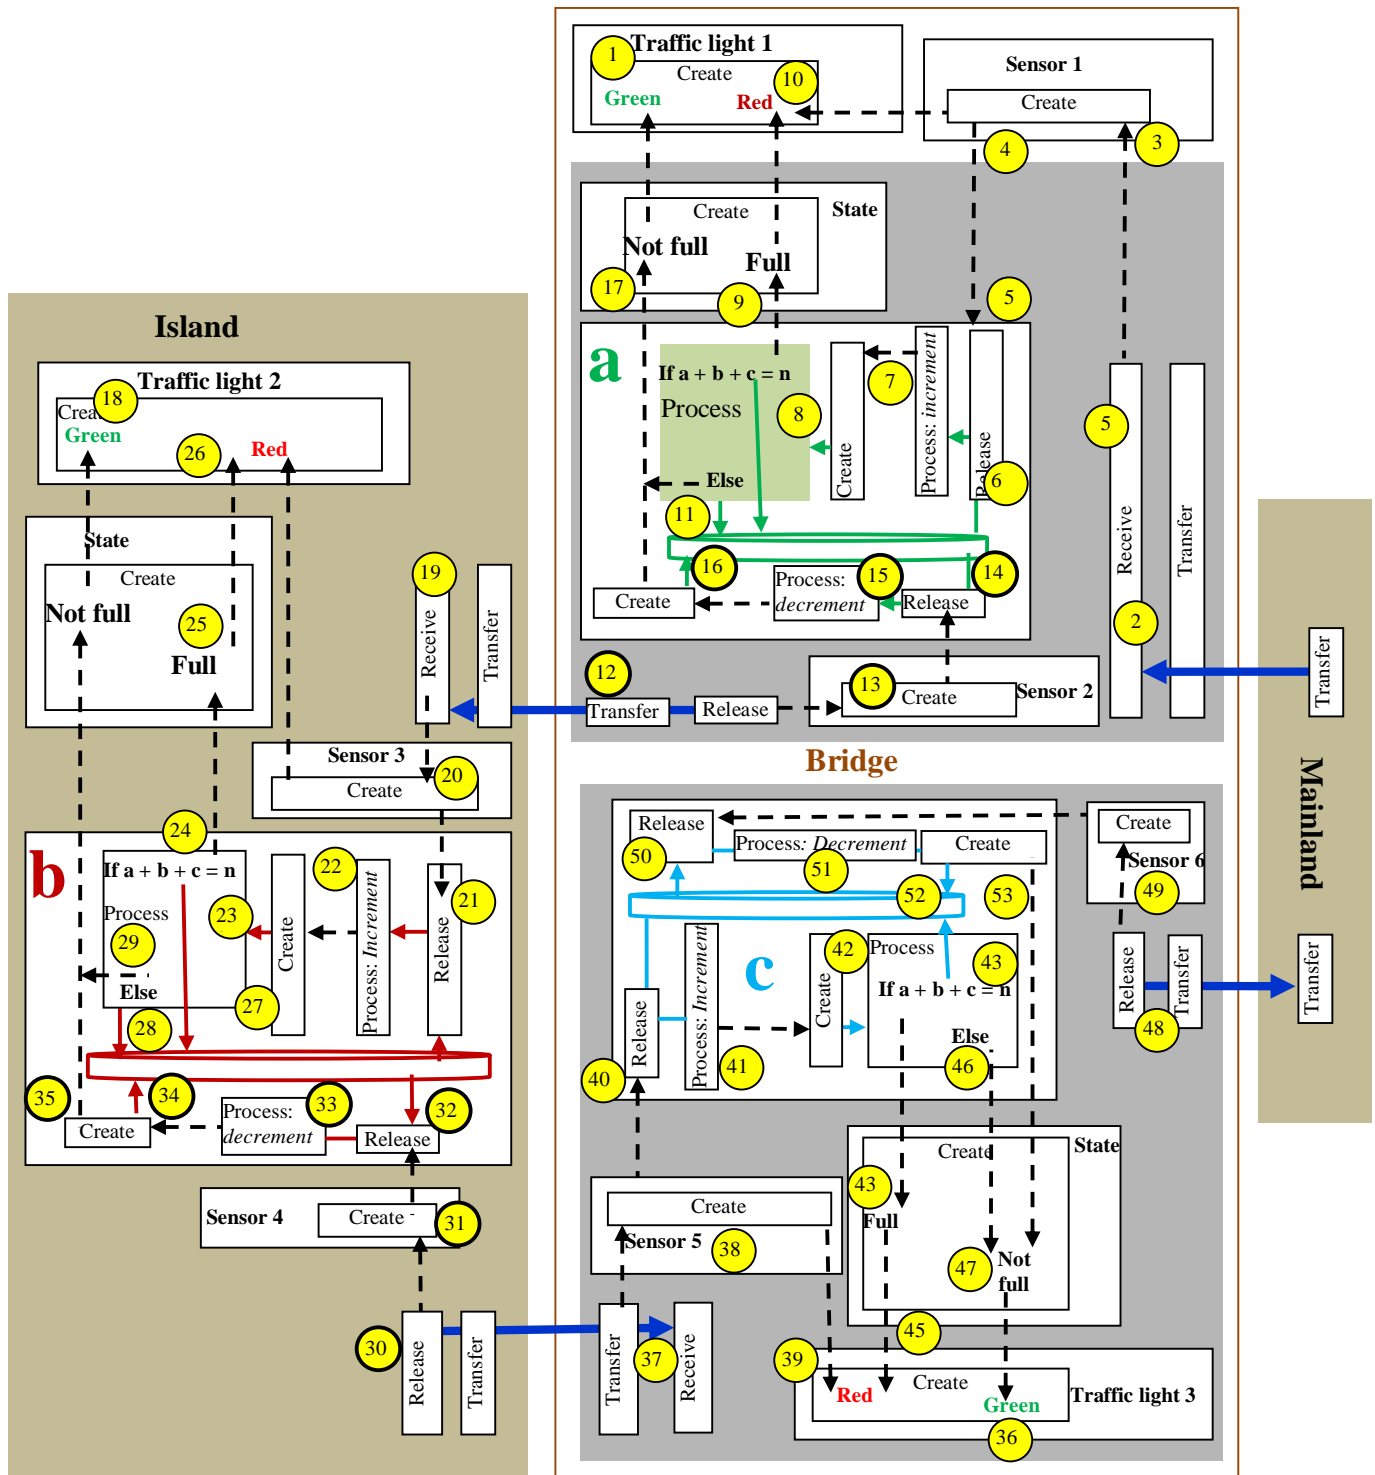 Traffic light 1
1
Create
10
Green
Red
Sensor 1
Create
4
3
Create
State
Not full
Full
17
9
5
a
If a + b + c = n
Process
8
Create
7
Process: increment
Release
6
Else
11
16
Process:
decrement
15
14
Create
Release
5
Receive
2
Transfer
Transfer
12
Transfer
Release
13
Create
Sensor 2
Bridge
Mainland
Island
Traffic light 2
18
Green
26
Red
State
Create
Not full
25
Full
19
Receive
Transfer
Sensor 3
Create
20
b
24
If a + b + c = n
Process
29
Else
23
27
Create
22
Process: Increment
21
Release
28
35
34
Create
Process:
decrement
33
32
Release
Sensor 4
Create
31
30
Release
Transfer
Release
50
Process: Decrement
51
Create
52
53
Create
Sensor 6
49
c
40
Release
Process: Increment
41
Create
42
Process
43
If a + b + c = n
Else
46
Release
Transfer
48
Transfer
Create
Sensor 5
38
Transfer
37
Receive
Create
State
43
Full
47
Not
full
45
39
Create
Red
Green
Traffic light 3
36